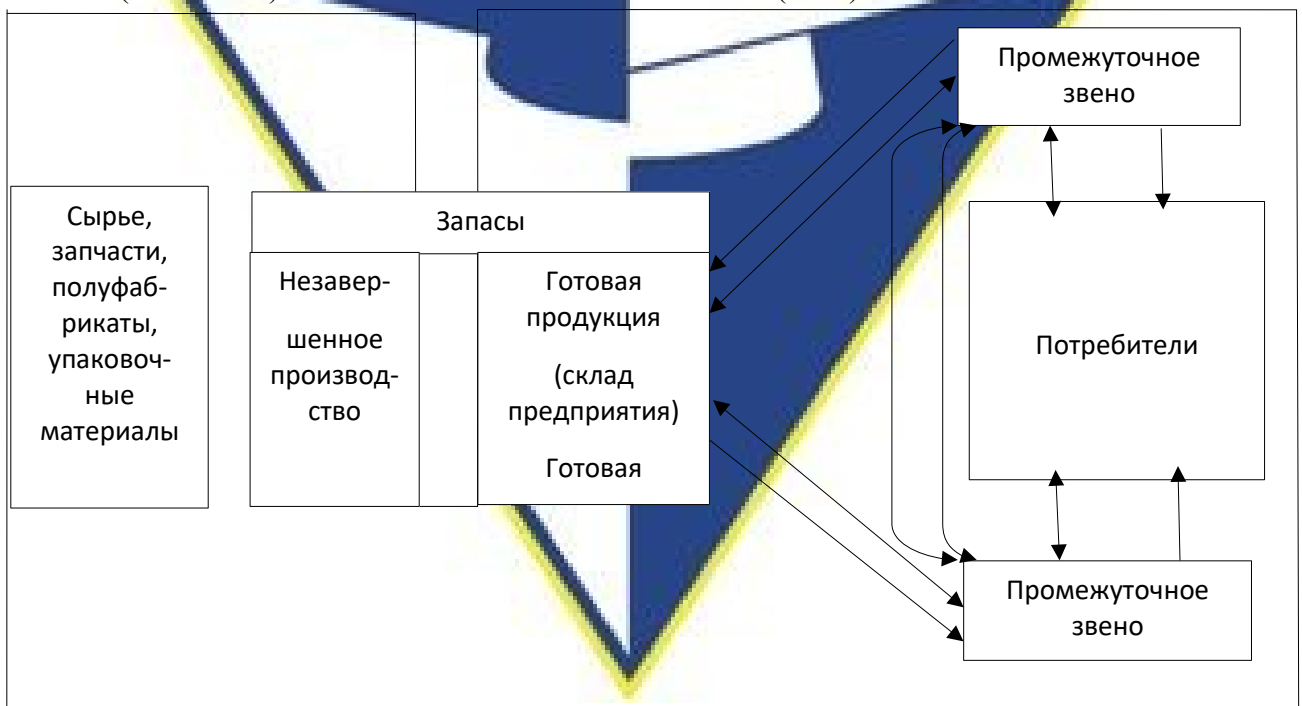 Промежуточное
звено
Сырье,
запчасти,
полуфаб-
рикаты,
упаковоч-
ные
материалы
Запасы
Незавер-
шенное
производ-
ство
Готовая
продукция
(склад
предприятия)
Готовая
Потребители
Промежуточное
звено